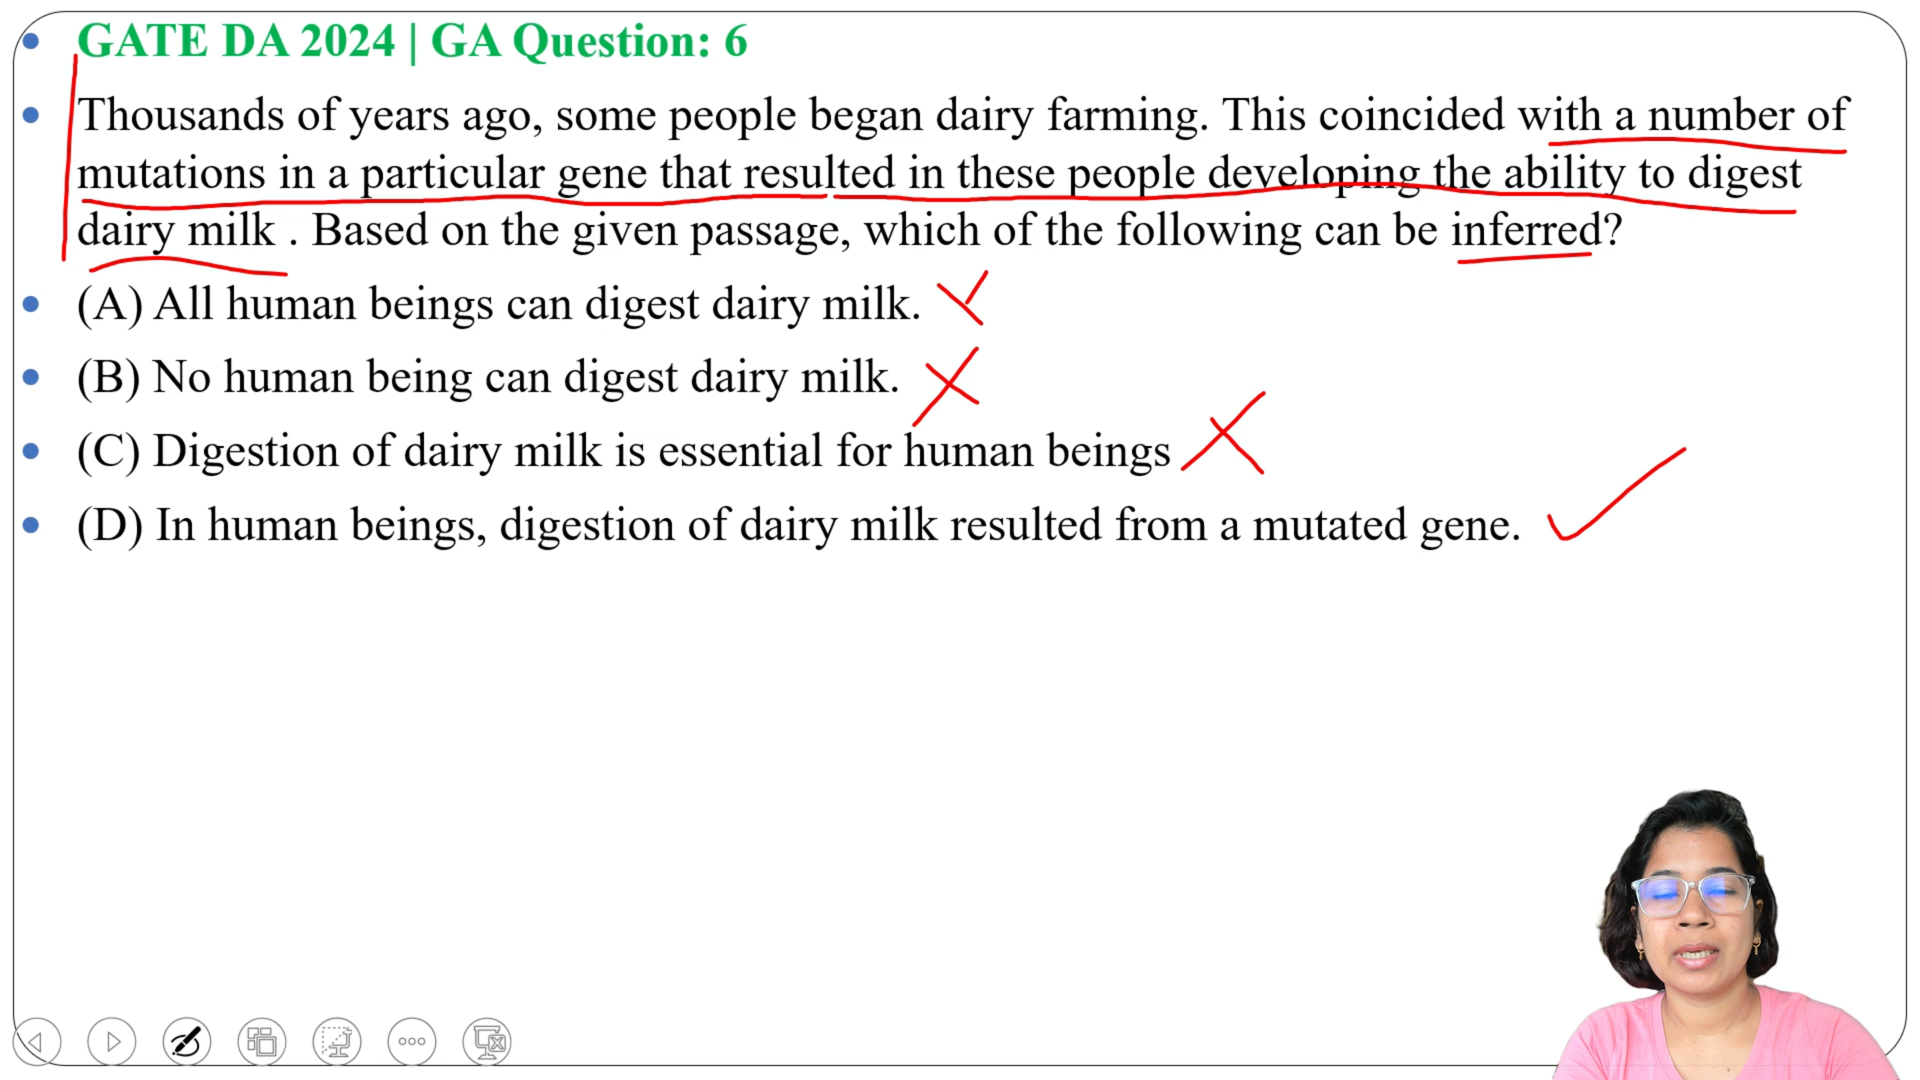 GATE DA 2024 | GA Question: 6
Thousands of years ago, some people began dairy farming. This coincided with a number of
mutations in a particular gene that resulted in these people developing the ability to digest
dairy milk . Based on the given passage, which of the following can be inferred?
(A) All human beings can digest dairy milk.
(B) No human being can digest dairy milk.
(C) Digestion of dairy milk is essential for human beings
(D) In human beings, digestion of dairy milk resulted from a mutated gene.